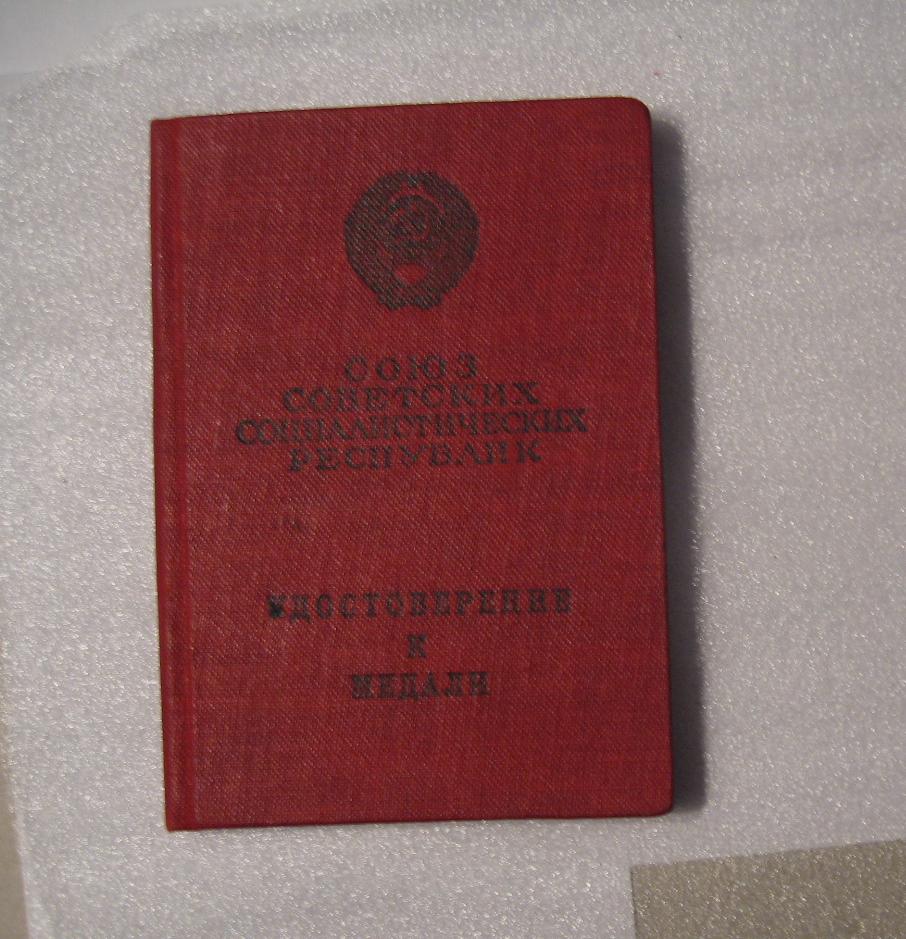 СОЮЗ
СОВЕТСКИХ
СОЦИАЛИСТИЧЕСКИХ
РЕСПУБЛИК
УДОСТОВЕРЕНИЕ
К
МЕДАЛИ